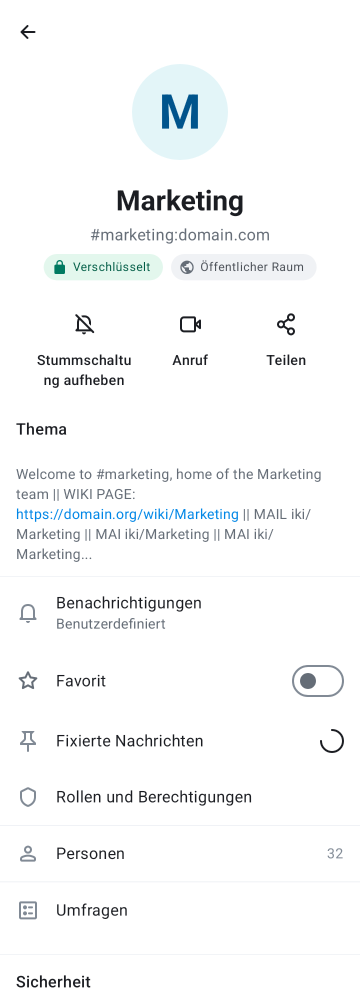 M
Marketing
#marketing:domain.com
Verschlüsselt
Öffentlicher Raum
Stummschaltu
ng aufheben
Anruf
Teilen
Thema
Welcome to #marketing, home of the Marketing
team || WIKI PAGE:
https://domain.org/wiki/Marketing || MAIL iki/
Marketing || MAI iki/Marketing || MAI iki/
Marketing...
Benachrichtigungen
Benutzerdefiniert
Favorit
Fixierte Nachrichten
Rollen und Berechtigungen
Personen 32
Umfragen
Sicherheit